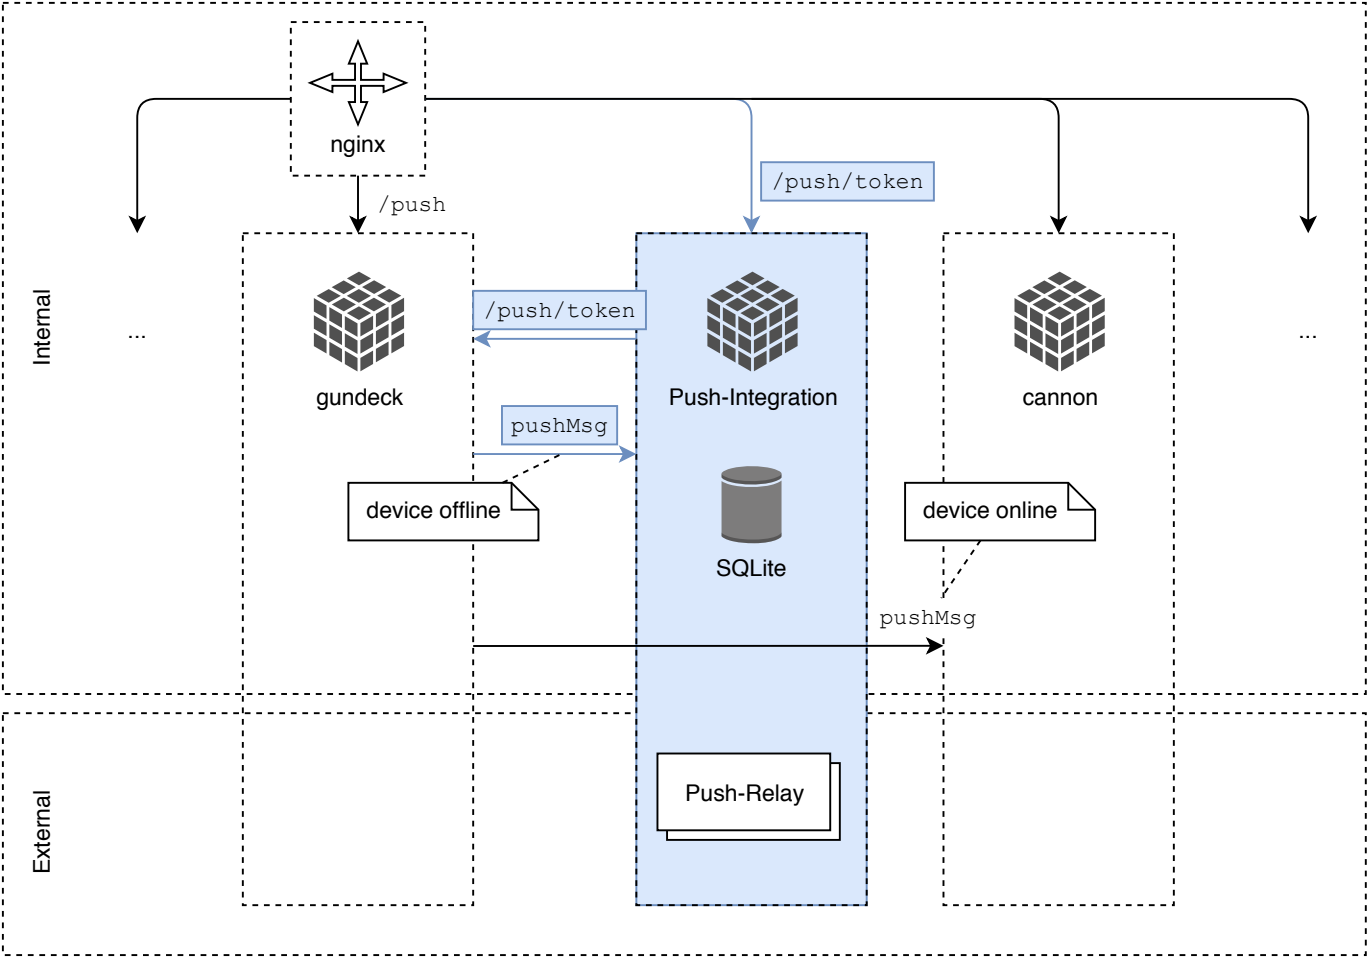 nginx
/push/token
/push
Internal
...
/push/token
...
gundeck
Push-Integration
cannon
pushMsg
device offline
device online
SQLite
pushMsg
Push-Relay
External